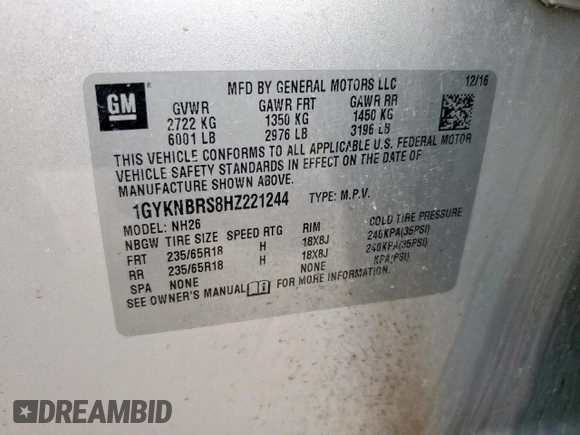 GM
MFD BY GENERAL MOTORS LLC 12/16
GVWR GAWR FRT GAWR RR
2722 KG 1350 KG 1450 KG
6001 LB 2976 LB 3196 LB
THIS VEHICLE CONFORMS TO ALL APPLICABLE U.S. FEDERAL MOTOR
VEHICLE SAFETY STANDARDS IN EFFECT ON THE DATE OF
MANUFACTURE SHOWN ABOVE.
1GYKNBRS8HZ221244 TYPE: M.P.V.
MODEL: NH26
NBGW TIRE SIZE SPEED RTG RIM COLD TIRE PRESSURE
FRT 235/65R18 H 18X8J 240KPA(35PSI)
RR 235/65R18 H 18X8J 240KPA(35PSI)
SPA NONE NONE KPA(PSI)
SEE OWNER'S MANUAL FOR MORE INFORMATION.
DREAMBID